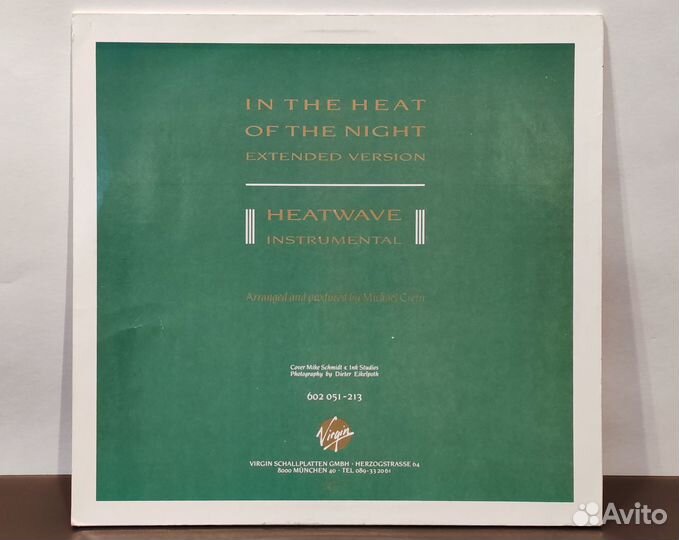 IN THE HEAT
OF THE NIGHT
EXTENDED VERSION
HEATWAVE
INSTRUMENTAL
Arranged and produced by Michael Cretu
Cover Mike Schmidt & Ink Studios
Photography by Dieter Eikelpoth
602 051-213
Virgin
VIRGIN SCHALLPLATTEN GMBH · HERZOGSTRASSE 64
8000 MÜNCHEN 40 · TEL 089-33 20 61
Avito